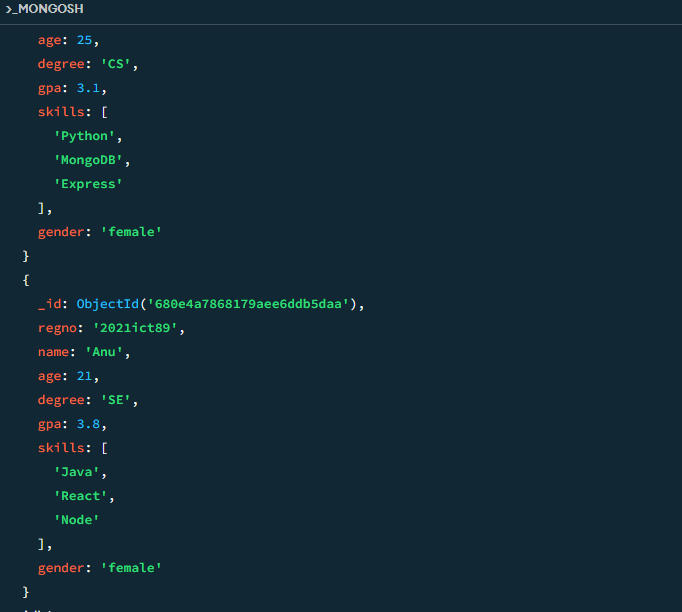 >_MONGOSH
age: 25,
degree: 'CS',
gpa: 3.1,
skills: [
'Python',
'MongoDB',
'Express'
],
gender: 'female'
}
{
_id: ObjectId('680e4a7868179aee6ddb5daa'),
regno: '2021ict89',
name: 'Anu',
age: 21,
degree: 'SE',
gpa: 3.8,
skills: [
'Java',
'React',
'Node'
],
gender: 'female'
}